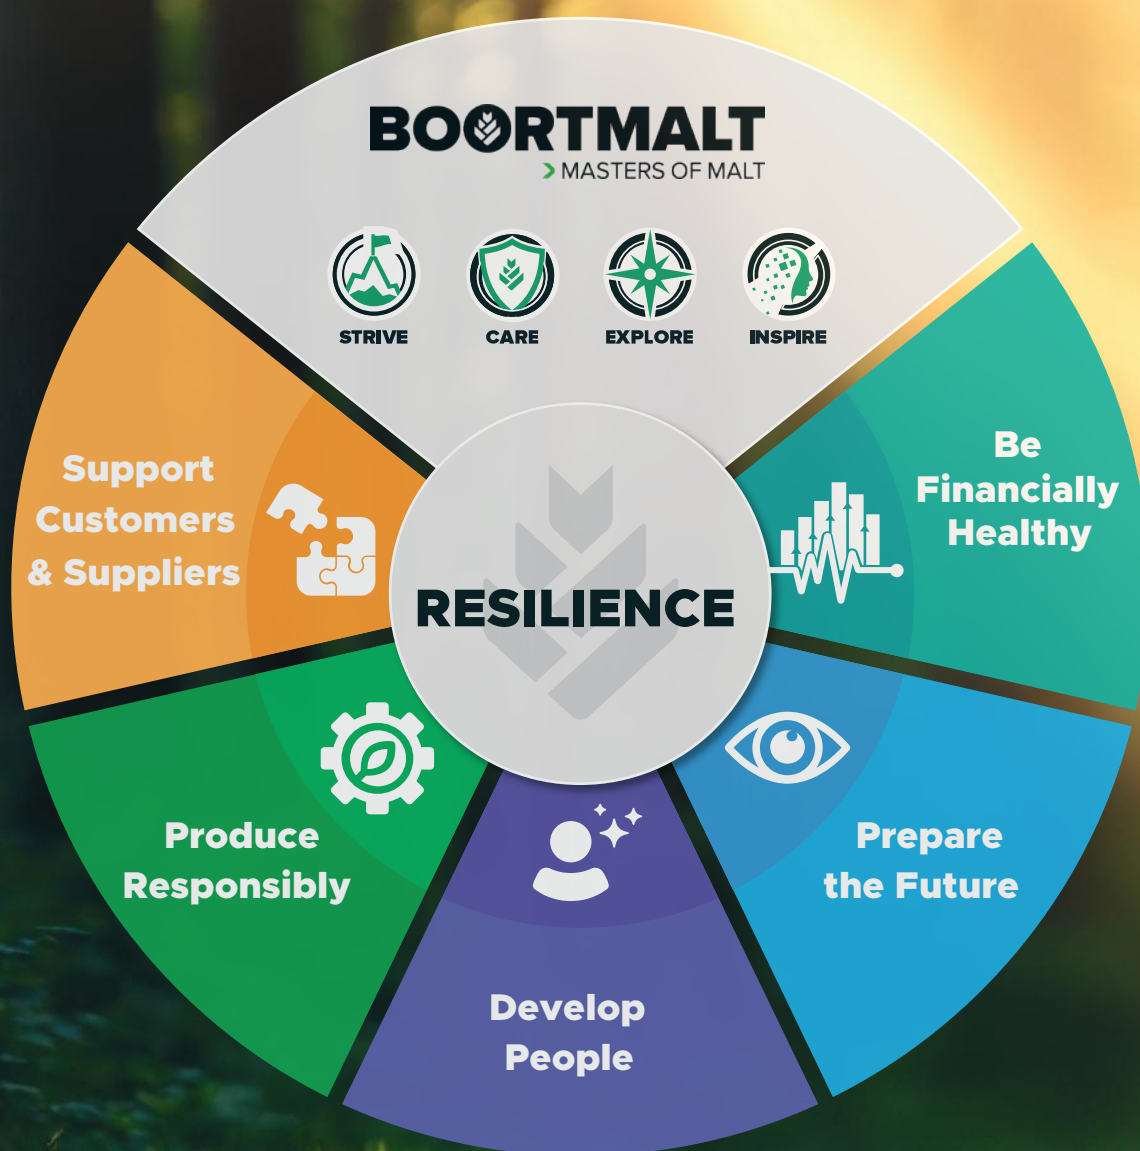 BOORTMALT
MASTERS OF MALT
STRIVE
CARE
EXPLORE
INSPIRE
Support
Customers
& Suppliers
Be
Financially
Healthy
RESILIENCE
Produce
Responsibly
Prepare
the Future
Develop
People